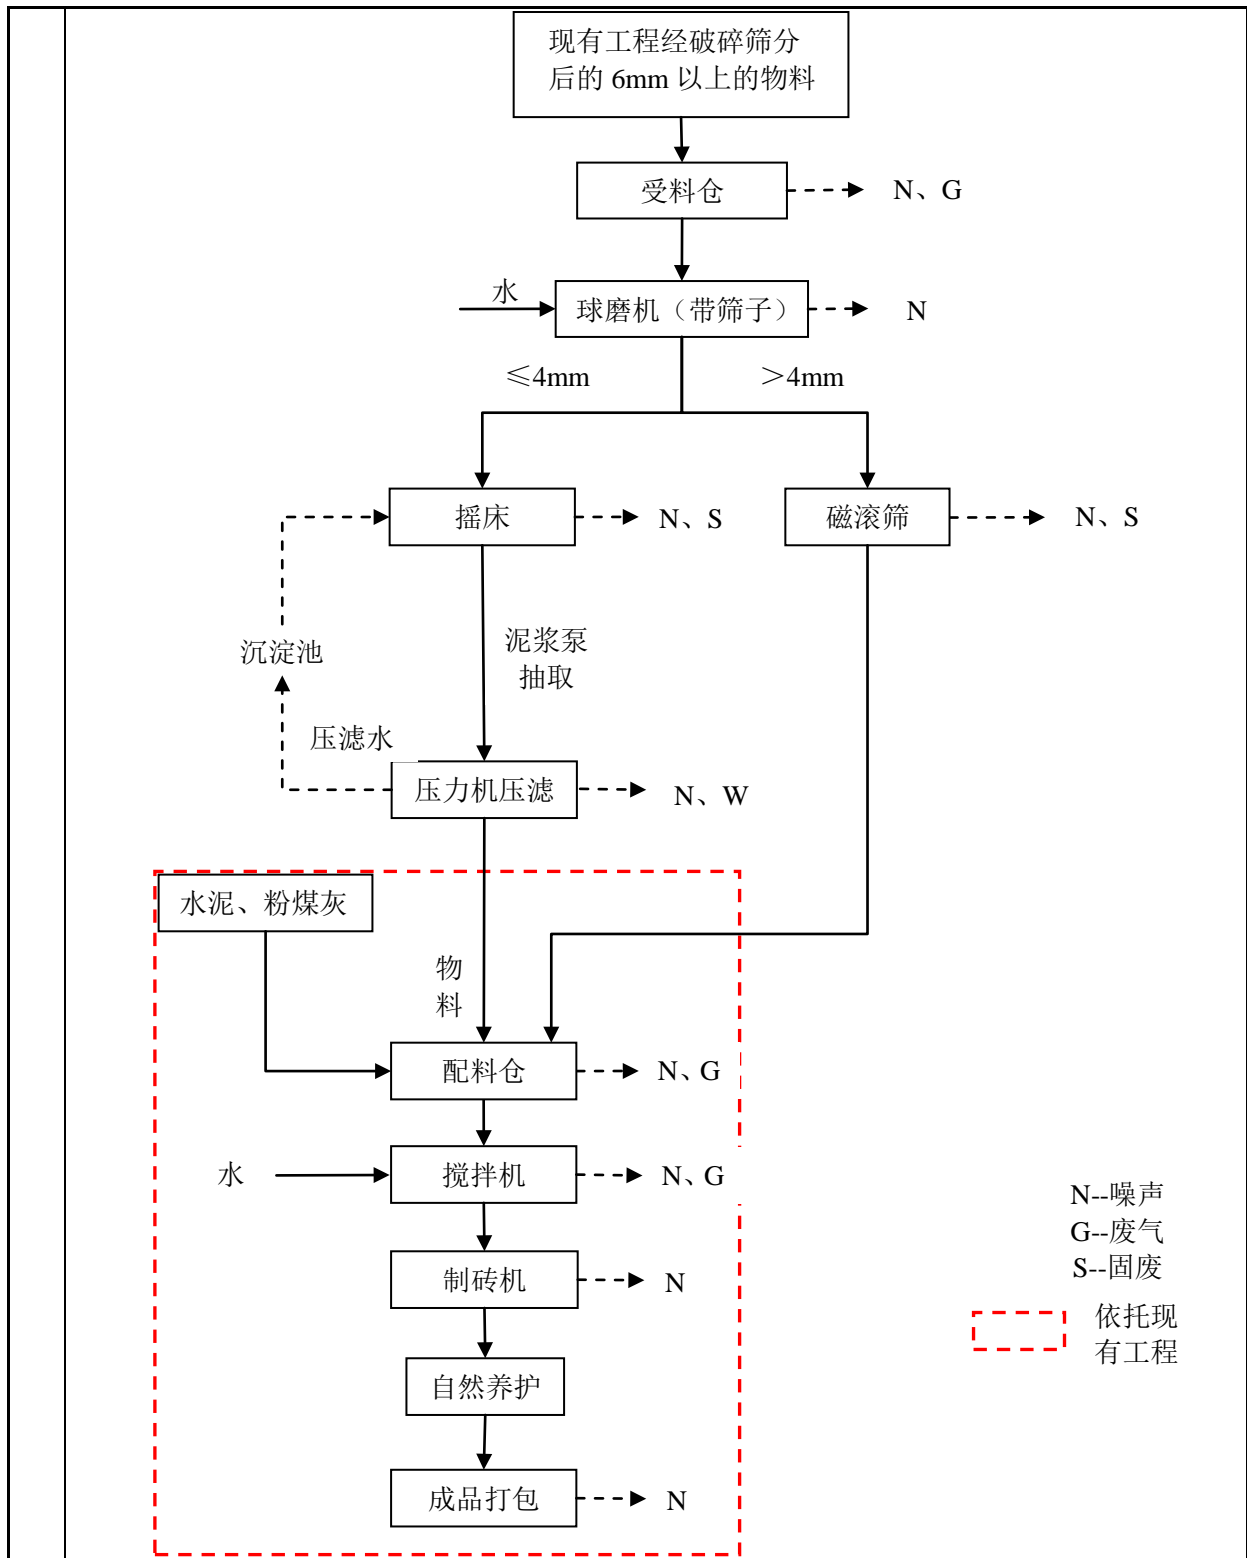 现有工程经破碎筛分
后的 6mm 以上的物料
受料仓
N、G
水
球磨机（带筛子）
N
≤4mm
＞4mm
摇床
N、S
磁滚筛
N、S
沉淀池
泥浆泵
抽取
压滤水
压力机压滤
N、W
水泥、粉煤灰
物
料
配料仓
N、G
水
搅拌机
N、G
N--噪声
G--废气
S--固废
制砖机
N
依托现
有工程
自然养护
成品打包
N